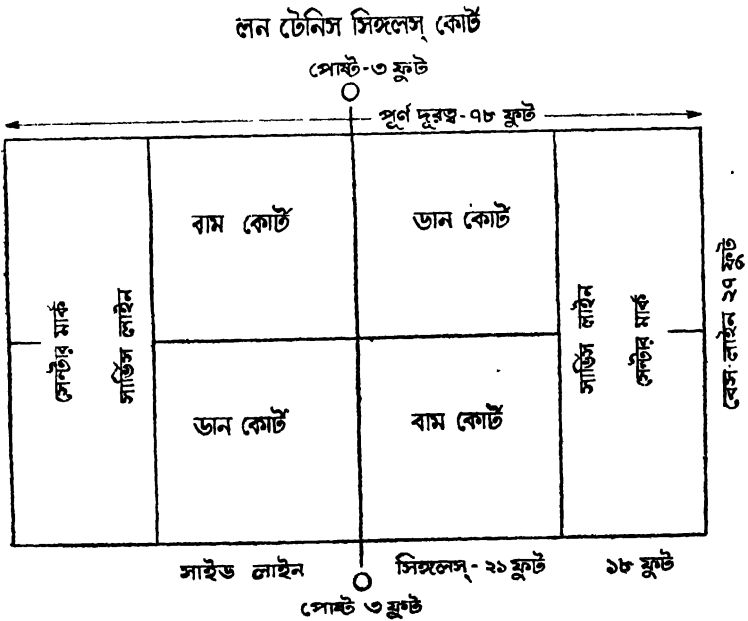 লন টেনিস সিঙ্গলস্ কোর্ট
পোষ্ট-৩ ফুট
পূর্ণ দূরত্ব-৭৮ ফুট
বাম কোর্ট
ডান কোর্ট
সেন্টার মার্ক
সার্ভিস লাইন
সার্ভিস লাইন
সেন্টার মার্ক
বেস লাইন ২৭ ফুট
ডান কোর্ট
বাম কোর্ট
সাইড লাইন
সিঙ্গলস্ - ২১ ফুট
১৮ ফুট
পোষ্ট ৩ ফুট